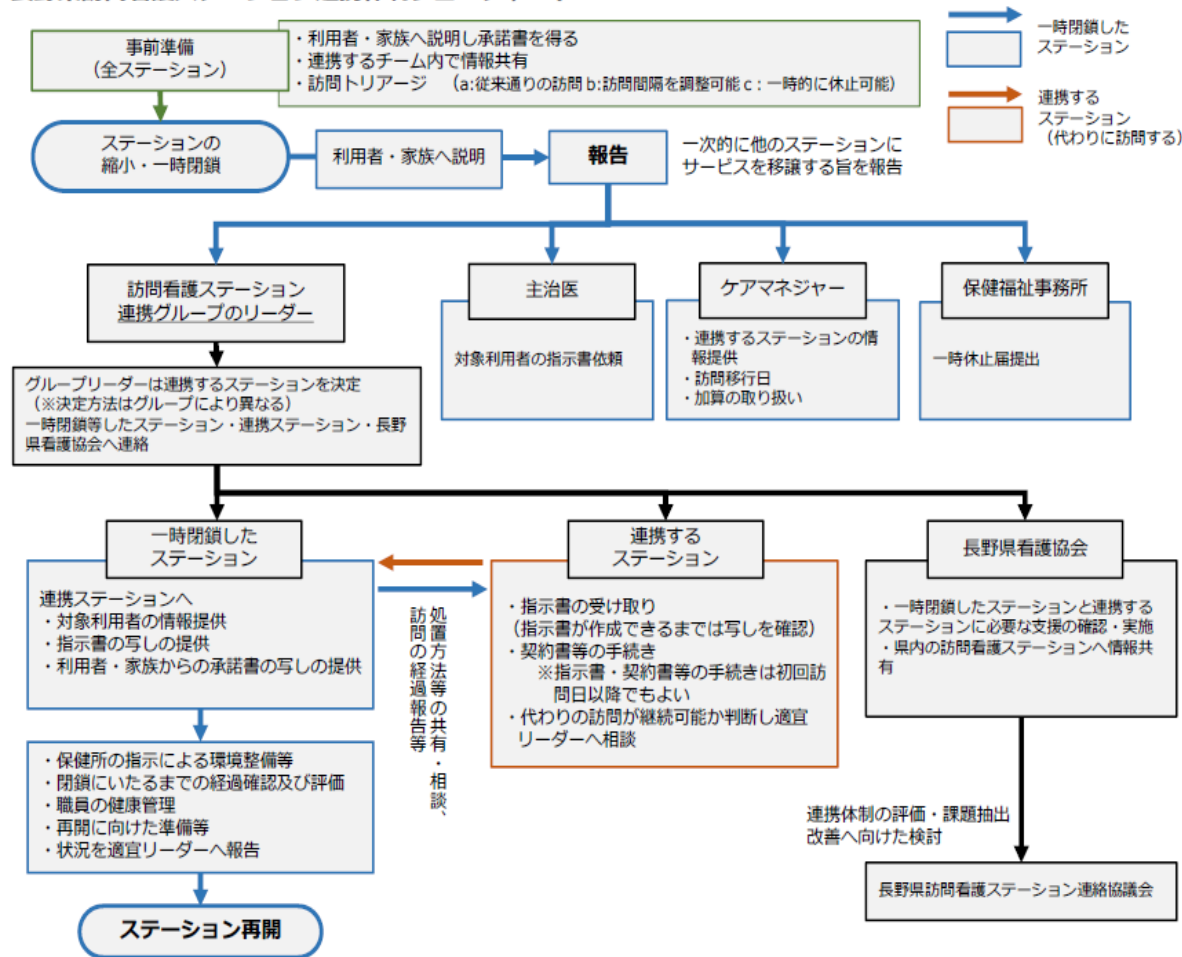 事前準備
（全ステーション）
・利用者・家族へ説明し承諾書を得る
・連携するチーム内で情報共有
・訪問トリアージ　（a:従来通りの訪問 b:訪問間隔を調整可能 c：一時的に休止可能）
一時閉鎖した
ステーション
連携する
ステーション
（代わりに訪問する）
ステーションの
縮小・一時閉鎖
利用者・家族へ説明
報告
一次的に他のステーションに
サービスを移譲する旨を報告
訪問看護ステーション
連携グループのリーダー
主治医
対象利用者の指示書依頼
ケアマネジャー
・連携するステーションの情
報提供
・訪問移行日
・加算の取り扱い
保健福祉事務所
一時休止届提出
グループリーダーは連携するステーションを決定
（※決定方法はグループにより異なる）
一時閉鎖等したステーション・連携ステーション・長野
県看護協会へ連絡
一時閉鎖した
ステーション
連携ステーションへ
・対象利用者の情報提供
・指示書の写しの提供
・利用者・家族からの承諾書の写しの提供
処置方法等の共有・相談、
訪問の経過報告等
連携する
ステーション
・指示書の受け取り
（指示書が作成できるまでは写しを確認）
・契約書等の手続き
※指示書・契約書等の手続きは初回訪
問日以降でもよい
・代わりの訪問が継続可能か判断し適宜
リーダーへ相談
長野県看護協会
・一時閉鎖したステーションと連携する
ステーションに必要な支援の確認・実施
・県内の訪問看護ステーションへ情報共
有
・保健所の指示による環境整備等
・閉鎖にいたるまでの経過確認及び評価
・職員の健康管理
・再開に向けた準備等
・状況を適宜リーダーへ報告
連携体制の評価・課題抽出
改善へ向けた検討
長野県訪問看護ステーション連絡協議会
ステーション再開